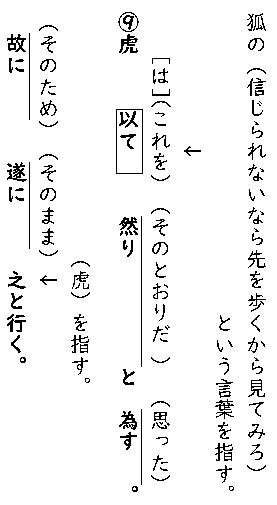 狐の（信じられないなら先を歩くから見てみろ）
という言葉を指す。
↑
［は］（これを）（そのとおりだ）（思った）
⑨虎 以て 然り と 為す。
（虎）を指す。
↑
（そのため）（そのまま）
故に 遂に 之と行く。